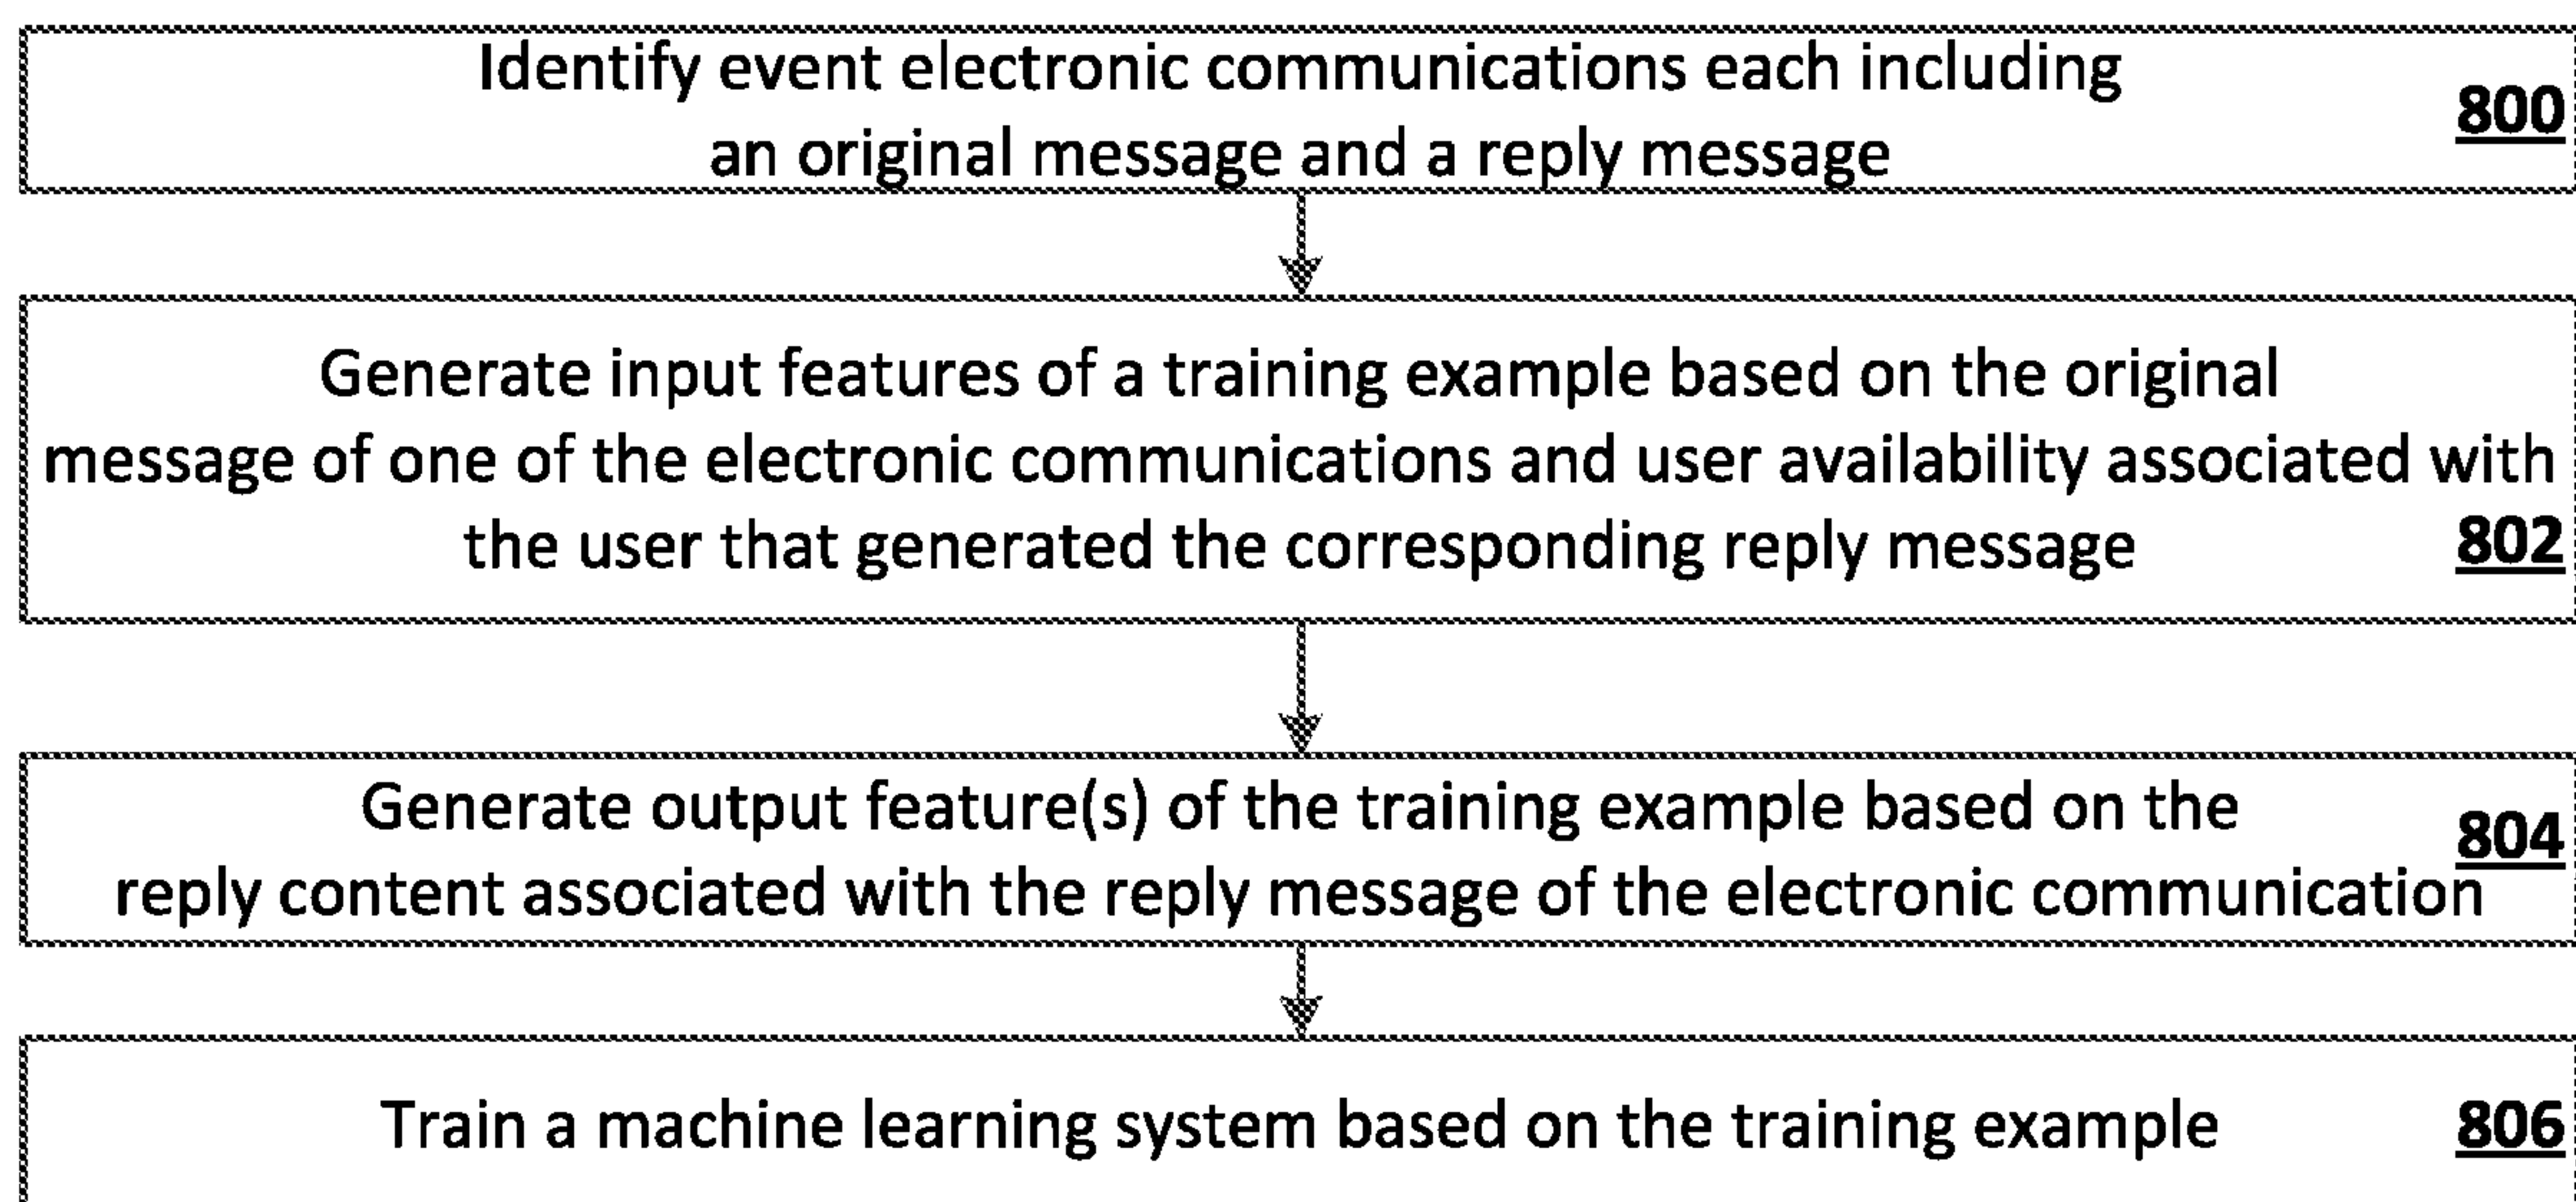 Identify event electronic communications each including
an original message and a reply message
800
Generate input features of a training example based on the original
message of one of the electronic communications and user availability associated with
the user that generated the corresponding reply message
802
Generate output feature(s) of the training example based on the
reply content associated with the reply message of the electronic communication
804
Train a machine learning system based on the training example
806